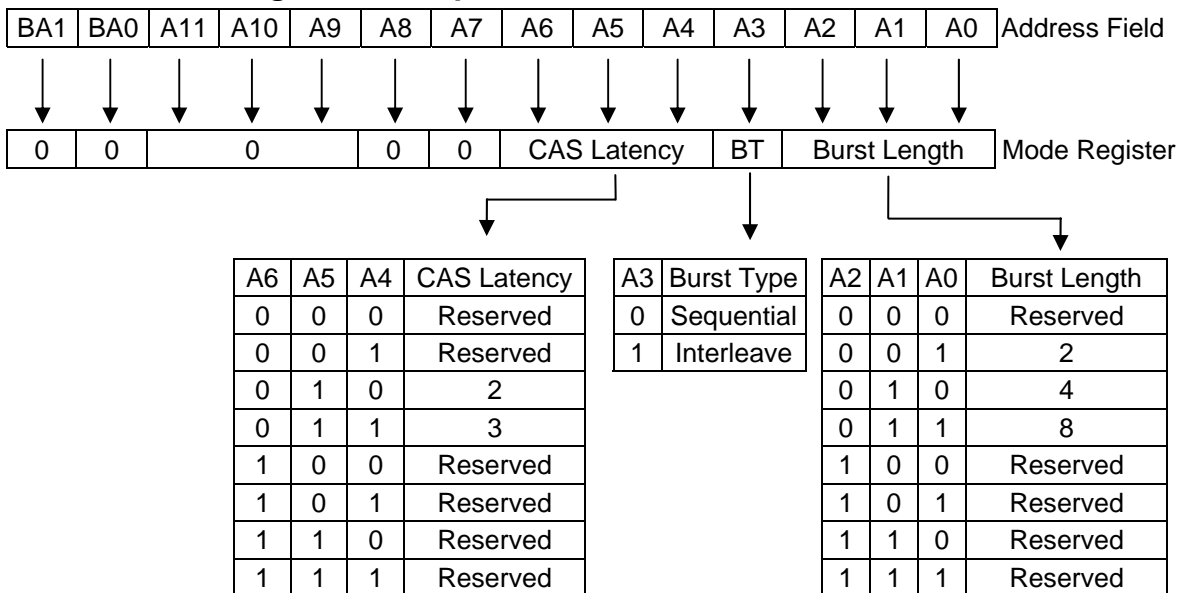 BA1 BA0 A11 A10 A9 A8 A7 A6 A5 A4 A3 A2 A1 A0 Address Field
0 0 0 0 0 CAS Latency BT Burst Length Mode Register
A6 A5 A4 CAS Latency A3 Burst Type A2 A1 A0 Burst Length
0 0 0 Reserved 0 Sequential 0 0 0 Reserved
0 0 1 Reserved 1 Interleave 0 0 1 2
0 1 0 2 0 1 0 4
0 1 1 3 0 1 1 8
1 0 0 Reserved 1 0 0 Reserved
1 0 1 Reserved 1 0 1 Reserved
1 1 0 Reserved 1 1 0 Reserved
1 1 1 Reserved 1 1 1 Reserved